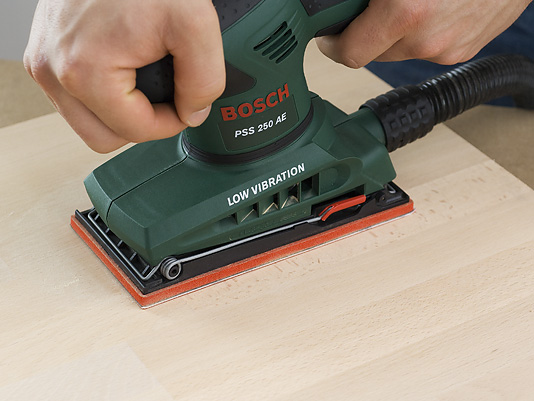 BOSCH
PSS 250 AE
LOW VIBRATION